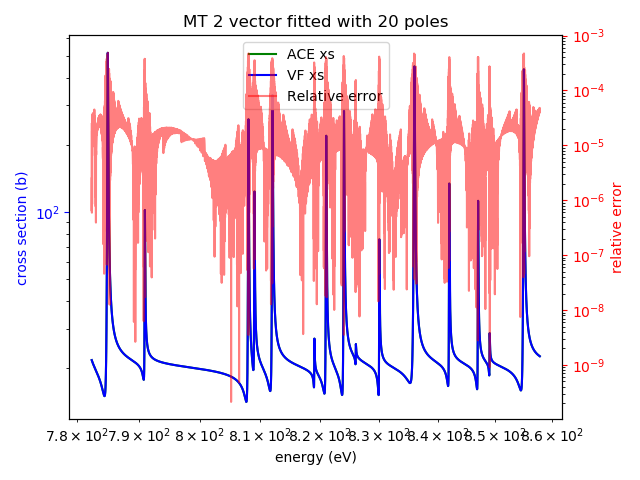 MT 2 vector fitted with 20 poles
ACE xs
VF xs
Relative error
cross section (b)
10²
relative error
10⁻³
10⁻⁴
10⁻⁵
10⁻⁶
10⁻⁷
10⁻⁸
10⁻⁹
7.8 × 10² 7.9 × 10² 8 × 10² 8.1 × 10² 8.2 × 10² 8.3 × 10² 8.4 × 10² 8.5 × 10² 8.6 × 10²
energy (eV)